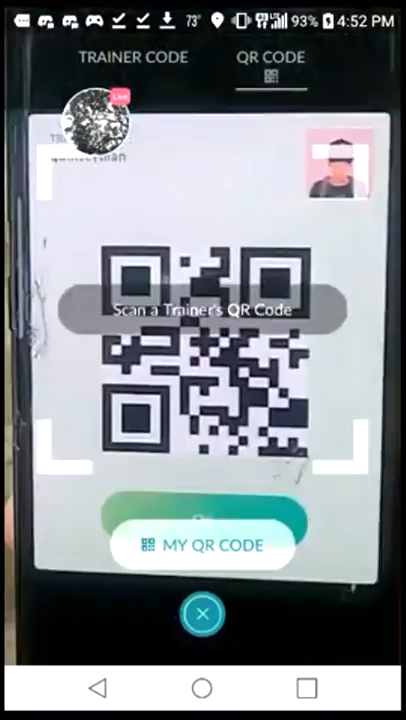 73° 93% 4:52 PM
TRAINER CODE QR CODE
Live
Scan a Trainer's QR Code
MY QR CODE